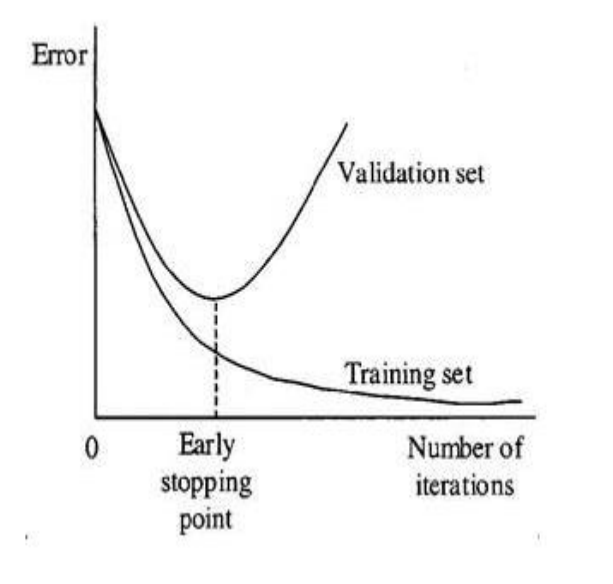 Error
Validation set
Training set
0
Early
stopping
point
Number of
iterations